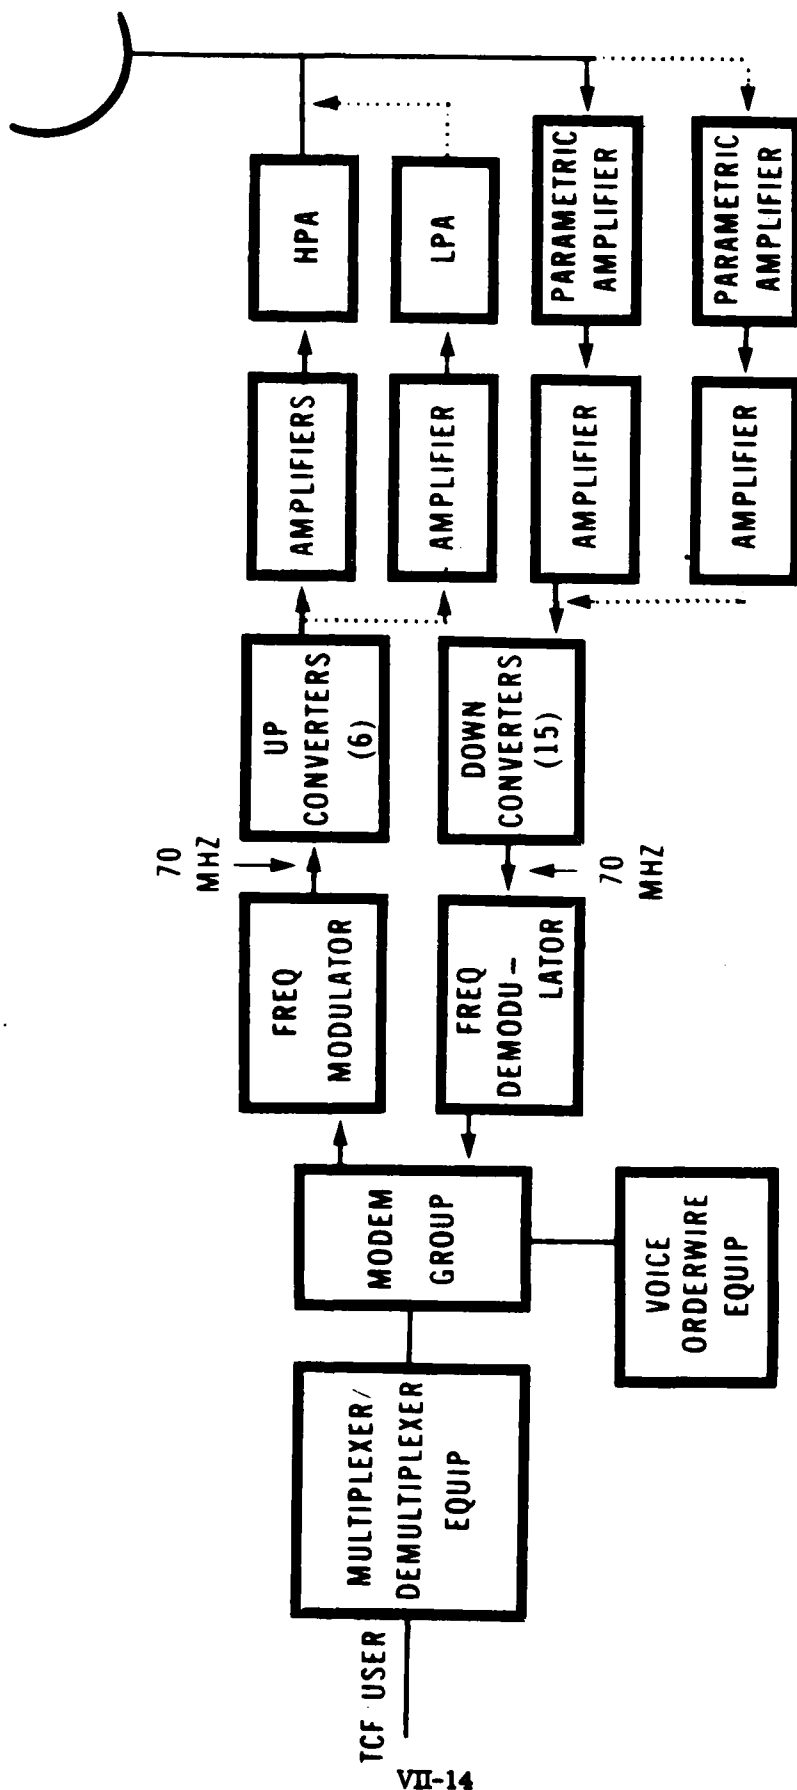 TCF USER
MULTIPLEXER/
DEMULTIPLEXER
EQUIP
MODEM
GROUP
VOICE
ORDERWIRE
EQUIP
FREQ
MODULATOR
FREQ
DEMODU-
LATOR
70
MHZ
70
MHZ
UP
CONVERTERS
(6)
DOWN
CONVERTERS
(15)
AMPLIFIERS
AMPLIFIER
AMPLIFIER
AMPLIFIER
HPA
LPA
PARAMETRIC
AMPLIFIER
PARAMETRIC
AMPLIFIER
VII-14